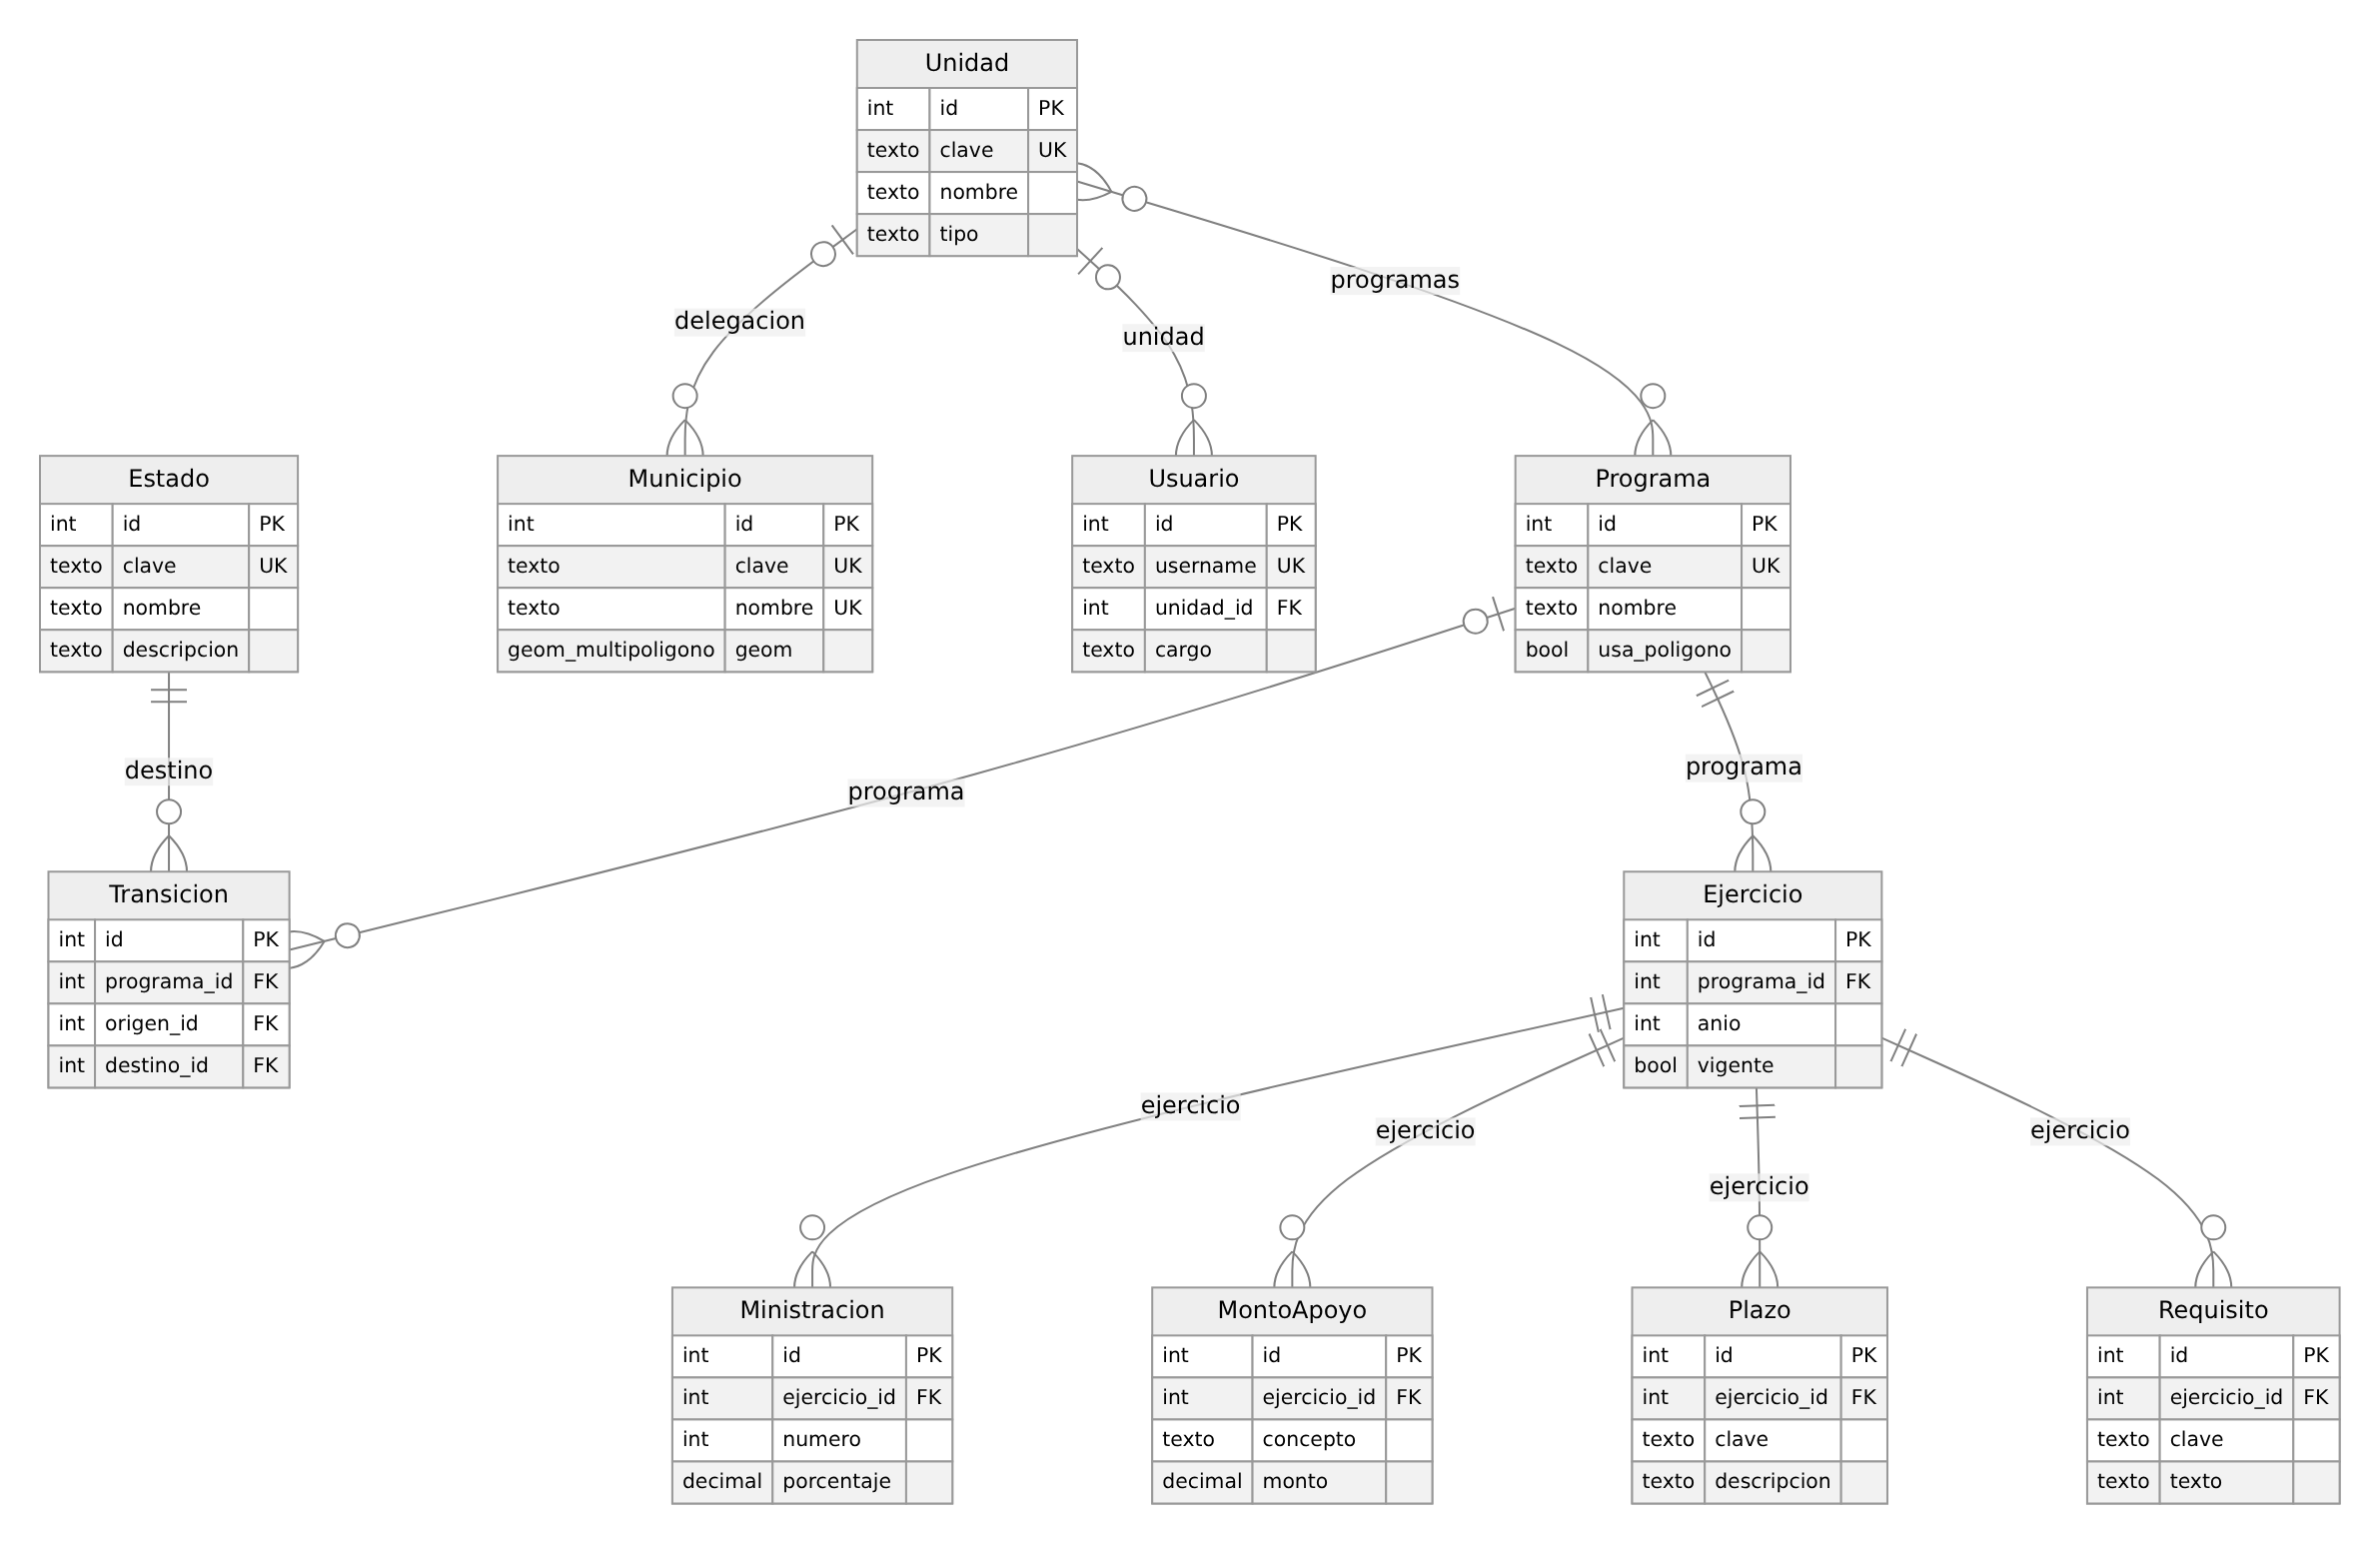 Unidad
int id PK
texto clave UK
texto nombre
texto tipo
programas
delegacion
unidad
Estado
int id PK
texto clave UK
texto nombre
texto descripcion
Municipio
int id PK
texto clave UK
texto nombre UK
geom_multipoligono geom
Usuario
int id PK
texto username UK
int unidad_id FK
texto cargo
Programa
int id PK
texto clave UK
texto nombre
bool usa_poligono
destino
programa
programa
Transicion
int id PK
int programa_id FK
int origen_id FK
int destino_id FK
Ejercicio
int id PK
int programa_id FK
int anio
bool vigente
ejercicio
ejercicio
ejercicio
ejercicio
Ministracion
int id PK
int ejercicio_id FK
int numero
decimal porcentaje
MontoApoyo
int id PK
int ejercicio_id FK
texto concepto
decimal monto
Plazo
int id PK
int ejercicio_id FK
texto clave
texto descripcion
Requisito
int id PK
int ejercicio_id FK
texto clave
texto texto